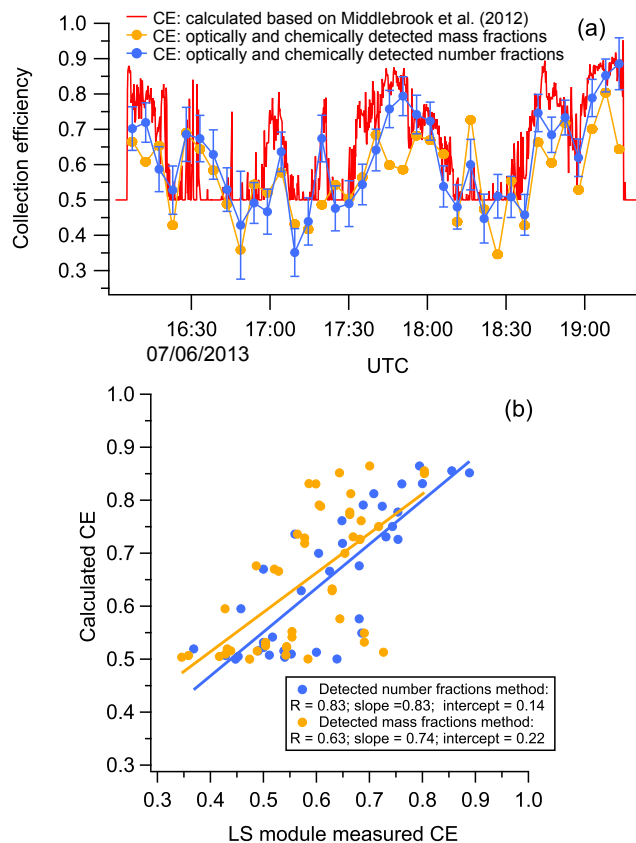 (a)
CE: calculated based on Middlebrook et al. (2012)
CE: optically and chemically detected mass fractions
CE: optically and chemically detected number fractions
Collection efficiency
1.0
0.9
0.8
0.7
0.6
0.5
0.4
0.3
16:30
17:00
17:30
18:00
18:30
19:00
07/06/2013
UTC
(b)
Calculated CE
1.0
0.9
0.8
0.7
0.6
0.5
0.4
0.3
Detected number fractions method:
R = 0.83; slope =0.83; intercept = 0.14
Detected mass fractions method:
R = 0.63; slope = 0.74; intercept = 0.22
0.3
0.4
0.5
0.6
0.7
0.8
0.9
1.0
LS module measured CE